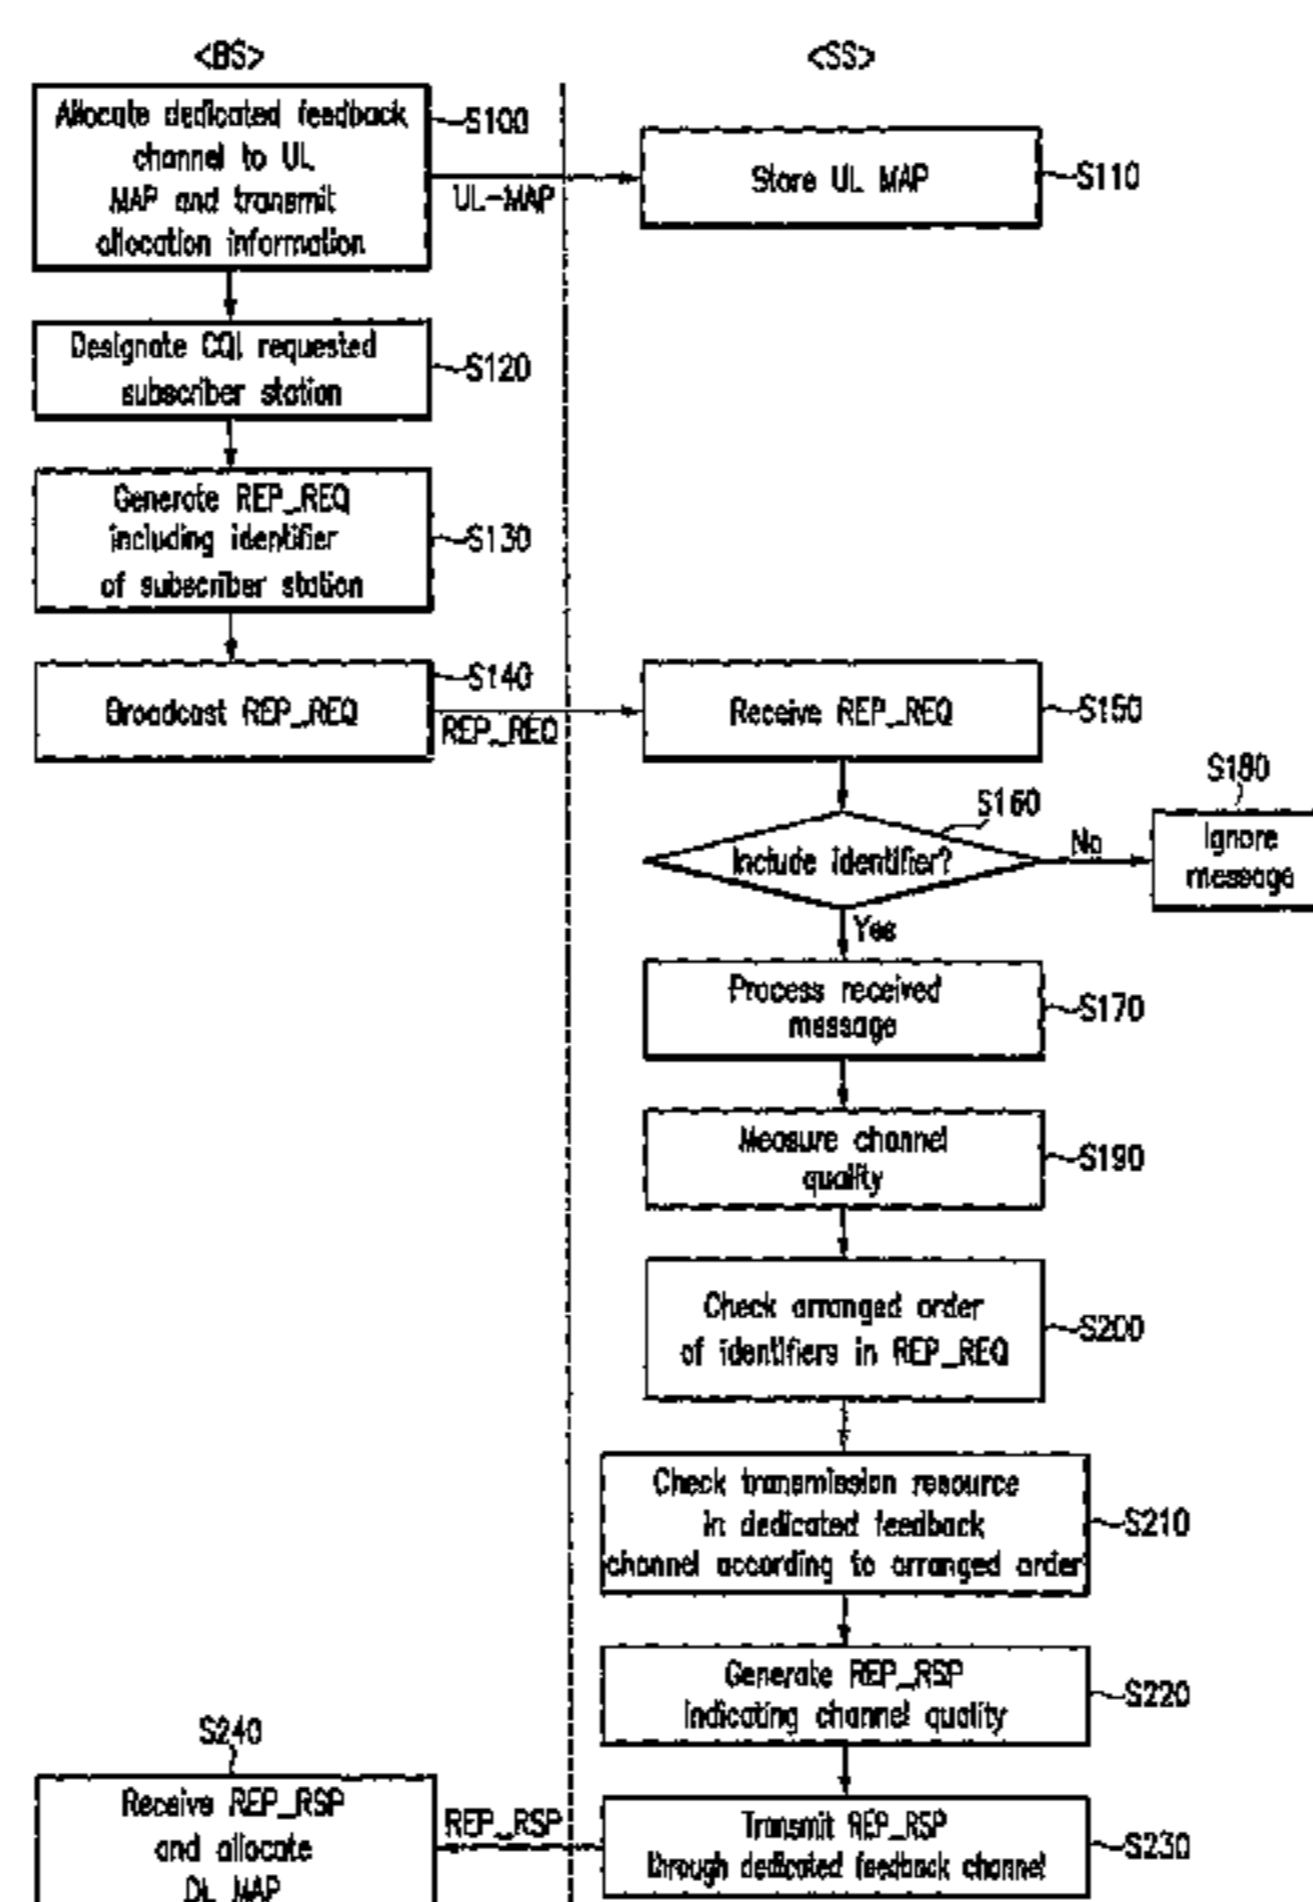 <BS>
<SS>
Allocate dedicated feedback
channel to UL
MAP and transmit
allocation information
S100
UL-MAP
Store UL MAP
S110
Designate CQI requested
subscriber station
S120
Generate REP_REQ
including identifier
of subscriber station
S130
Broadcast REP_REQ
S140
REP_REQ
Receive REP_REQ
S150
Include identifier?
S160
No
S180
Ignore
message
Yes
Process received
message
S170
Measure channel
quality
S190
Check arranged order
of identifiers in REP_REQ
S200
Check transmission resource
in dedicated feedback
channel according to arranged order
S210
Generate REP_RSP
indicating channel quality
S220
Transmit REP_RSP
through dedicated feedback channel
S230
REP_RSP
S240
Receive REP_RSP
and allocate
DL MAP